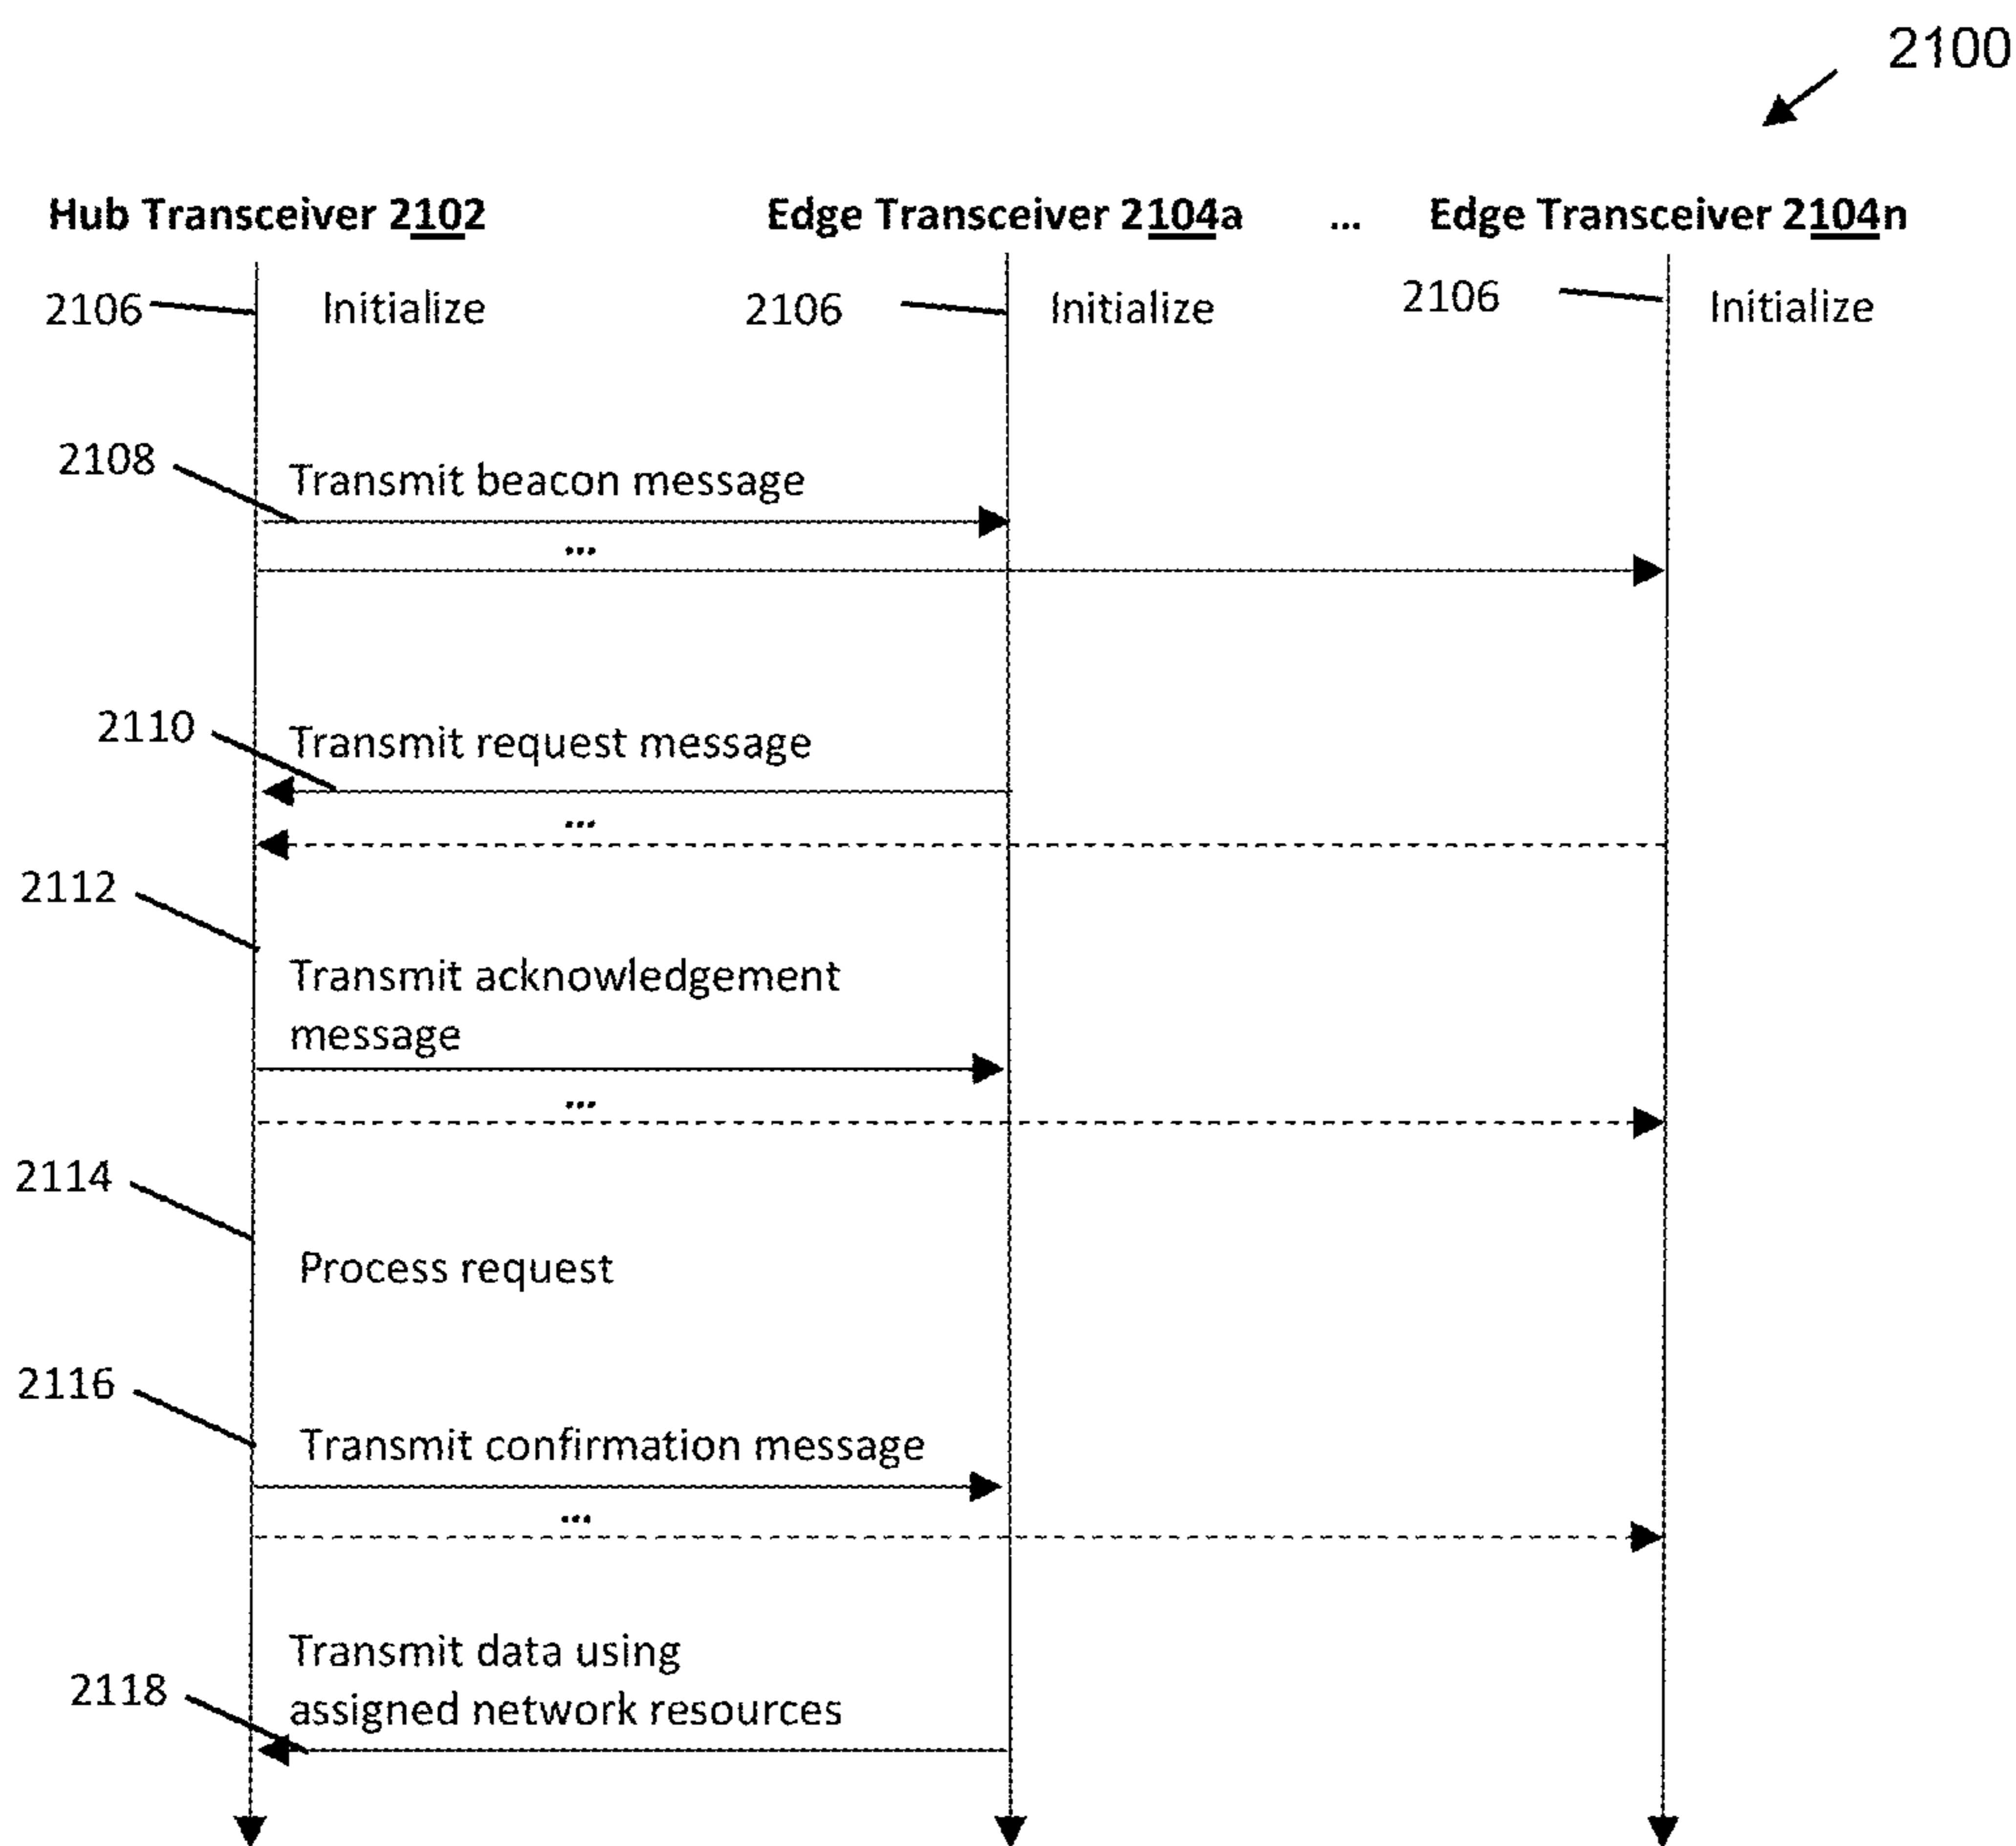 2100
Hub Transceiver 2102 Edge Transceiver 2104a ... Edge Transceiver 2104n
2106 Initialize 2106 Initialize 2106 Initialize
2108 Transmit beacon message
...
2110 Transmit request message
...
2112
Transmit acknowledgement
message
...
2114
Process request
2116
Transmit confirmation message
...
Transmit data using
2118 assigned network resources